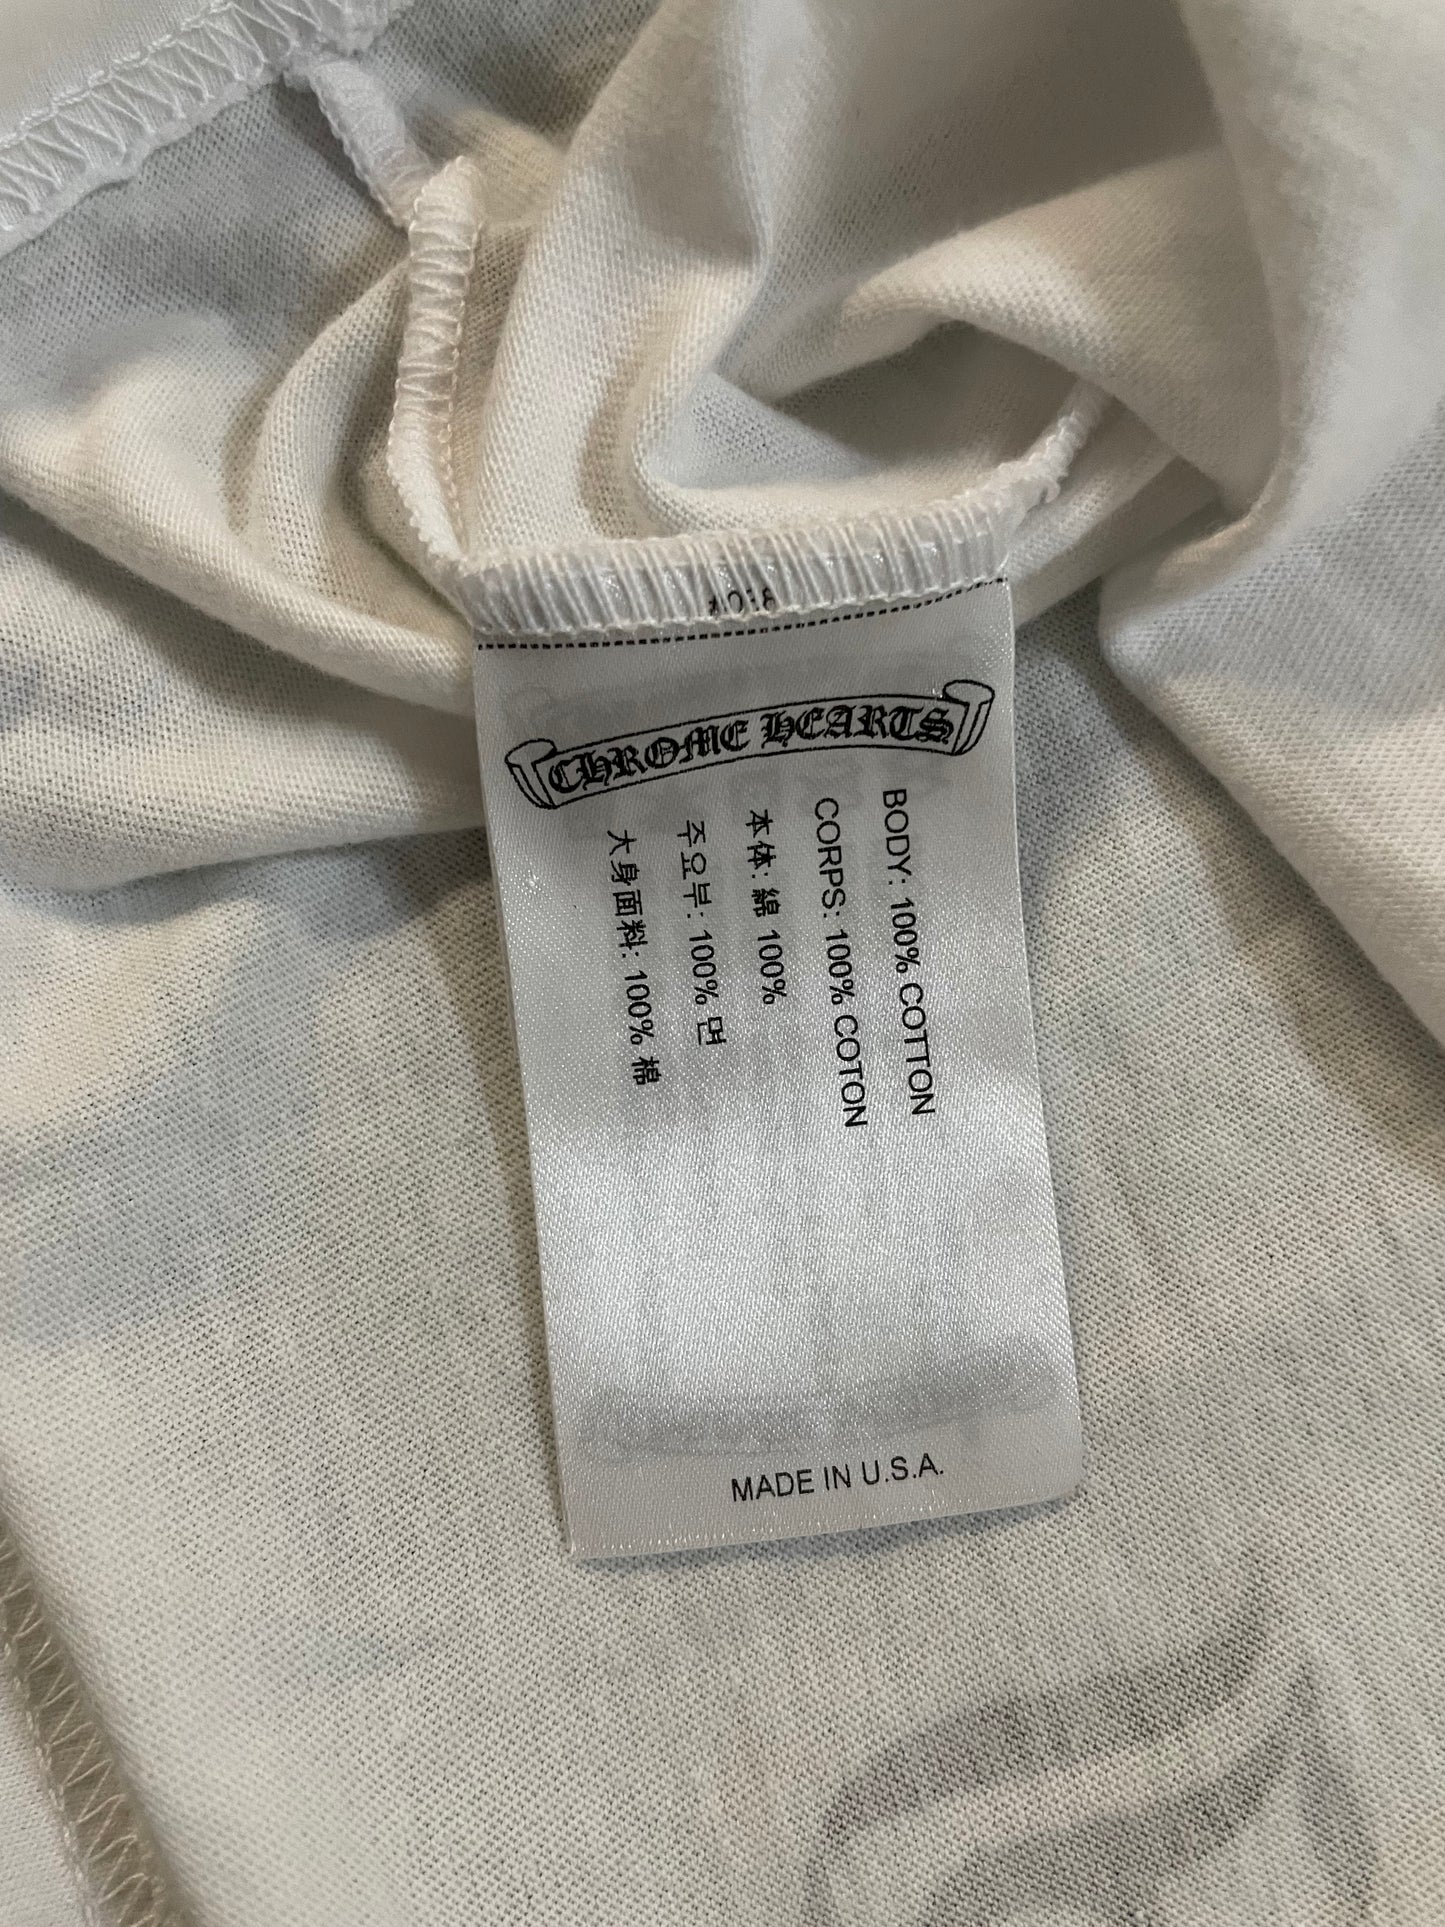 CHROME HEARTS
BODY: 100% COTTON
CORPS: 100% COTON
本体: 綿 100%
주요부: 100% 면
大身面料: 100% 棉
MADE IN U.S.A.